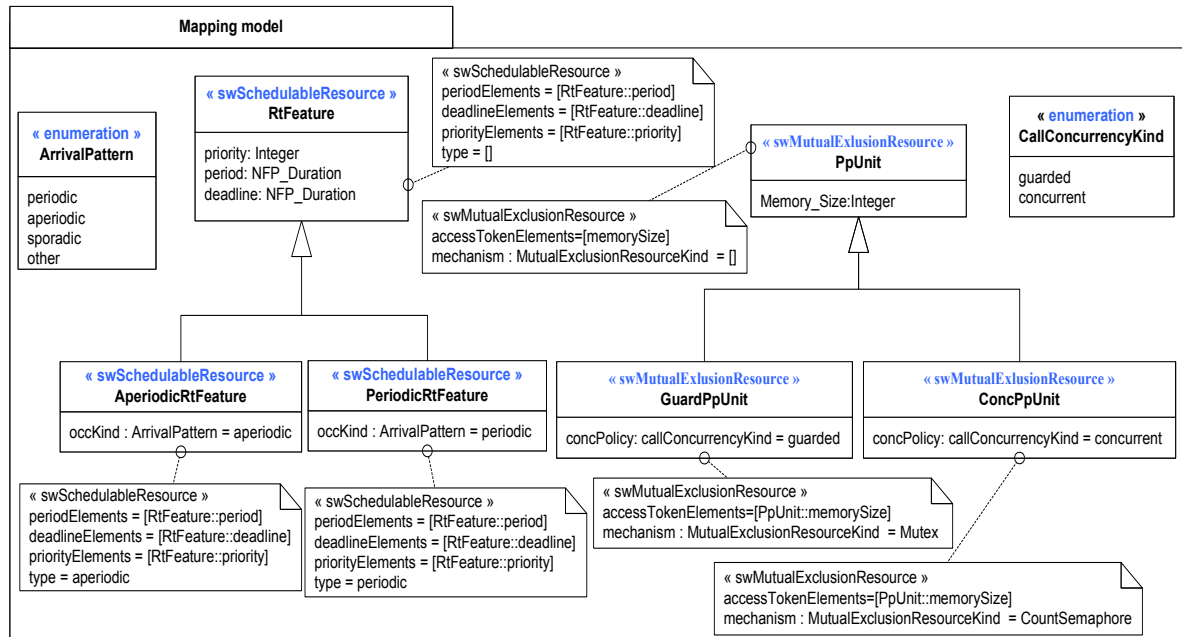 Mapping model
« swSchedulableResource »
RtFeature
priority: Integer
period: NFP_Duration
deadline: NFP_Duration
« swSchedulableResource »
periodElements = [RtFeature::period]
deadlineElements = [RtFeature::deadline]
priorityElements = [RtFeature::priority]
type = []
« enumeration »
ArrivalPattern
periodic
aperiodic
sporadic
other
« swMutualExlusionResource »
PpUnit
Memory_Size:Integer
« enumeration »
CallConcurrencyKind
guarded
concurrent
« swMutualExclusionResource »
accessTokenElements=[memorySize]
mechanism : MutualExclusionResourceKind = []
« swSchedulableResource »
AperiodicRtFeature
occKind : ArrivalPattern = aperiodic
« swSchedulableResource »
PeriodicRtFeature
occKind : ArrivalPattern = periodic
« swMutualExlusionResource »
GuardPpUnit
concPolicy: callConcurrencyKind = guarded
« swMutualExlusionResource »
ConcPpUnit
concPolicy: callConcurrencyKind = concurrent
« swSchedulableResource »
periodElements = [RtFeature::period]
deadlineElements = [RtFeature::deadline]
priorityElements = [RtFeature::priority]
type = aperiodic
« swSchedulableResource »
periodElements = [RtFeature::period]
deadlineElements = [RtFeature::deadline]
priorityElements = [RtFeature::priority]
type = periodic
« swMutualExclusionResource »
accessTokenElements=[PpUnit::memorySize]
mechanism : MutualExclusionResourceKind = Mutex
« swMutualExclusionResource »
accessTokenElements=[PpUnit::memorySize]
mechanism : MutualExclusionResourceKind = CountSemaphore